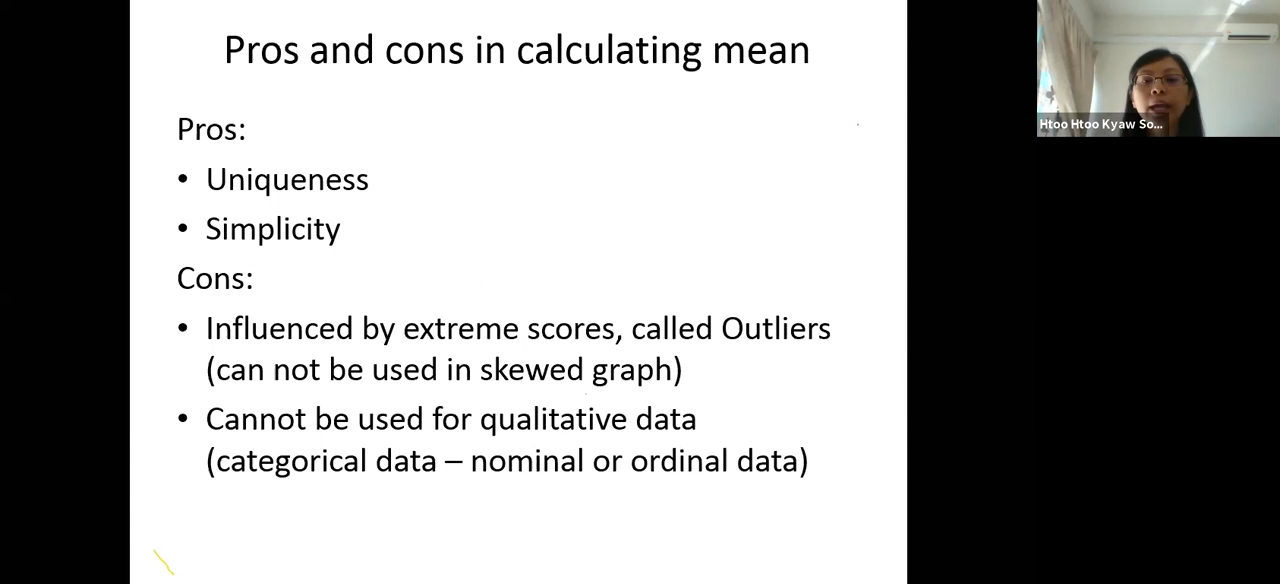 Pros and cons in calculating mean
Pros:
• Uniqueness
• Simplicity
Cons:
• Influenced by extreme scores, called Outliers
(can not be used in skewed graph)
• Cannot be used for qualitative data
(categorical data – nominal or ordinal data)
Htoo Htoo Kyaw So...